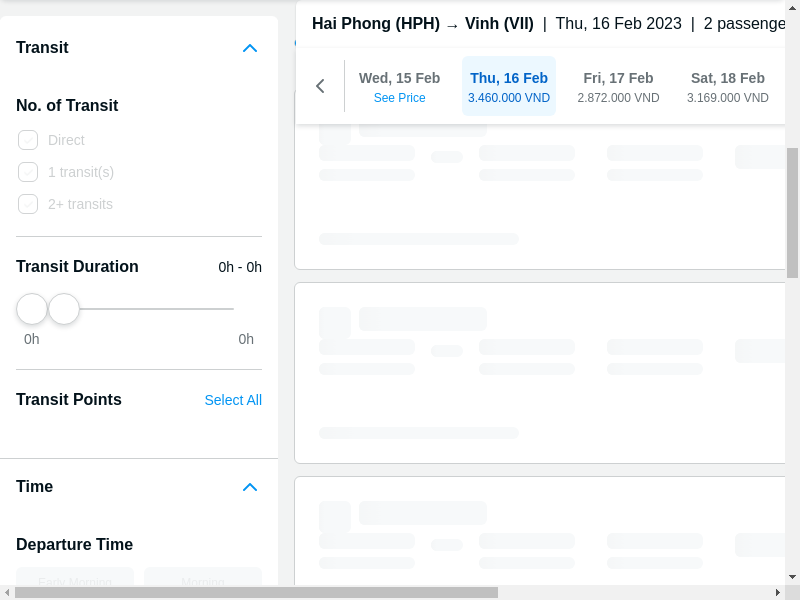 Hai Phong (HPH) → Vinh (VII) | Thu, 16 Feb 2023 | 2 passenge
Wed, 15 Feb
See Price
Thu, 16 Feb
3.460.000 VND
Fri, 17 Feb
2.872.000 VND
Sat, 18 Feb
3.169.000 VND
Transit
No. of Transit
Direct
1 transit(s)
2+ transits
Transit Duration 0h - 0h
0h 0h
Transit Points Select All
Time
Departure Time
Early Morning Morning